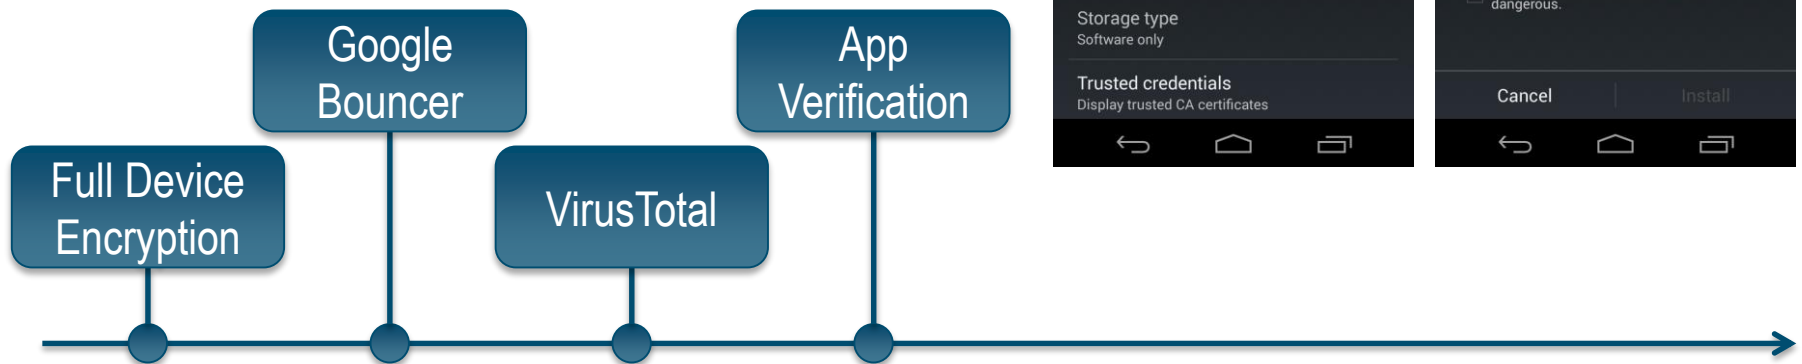 Full Device
Encryption
Google
Bouncer
VirusTotal
App
Verification
Storage type
Software only
Trusted credentials
Display trusted CA certificates
dangerous.
Cancel
Install